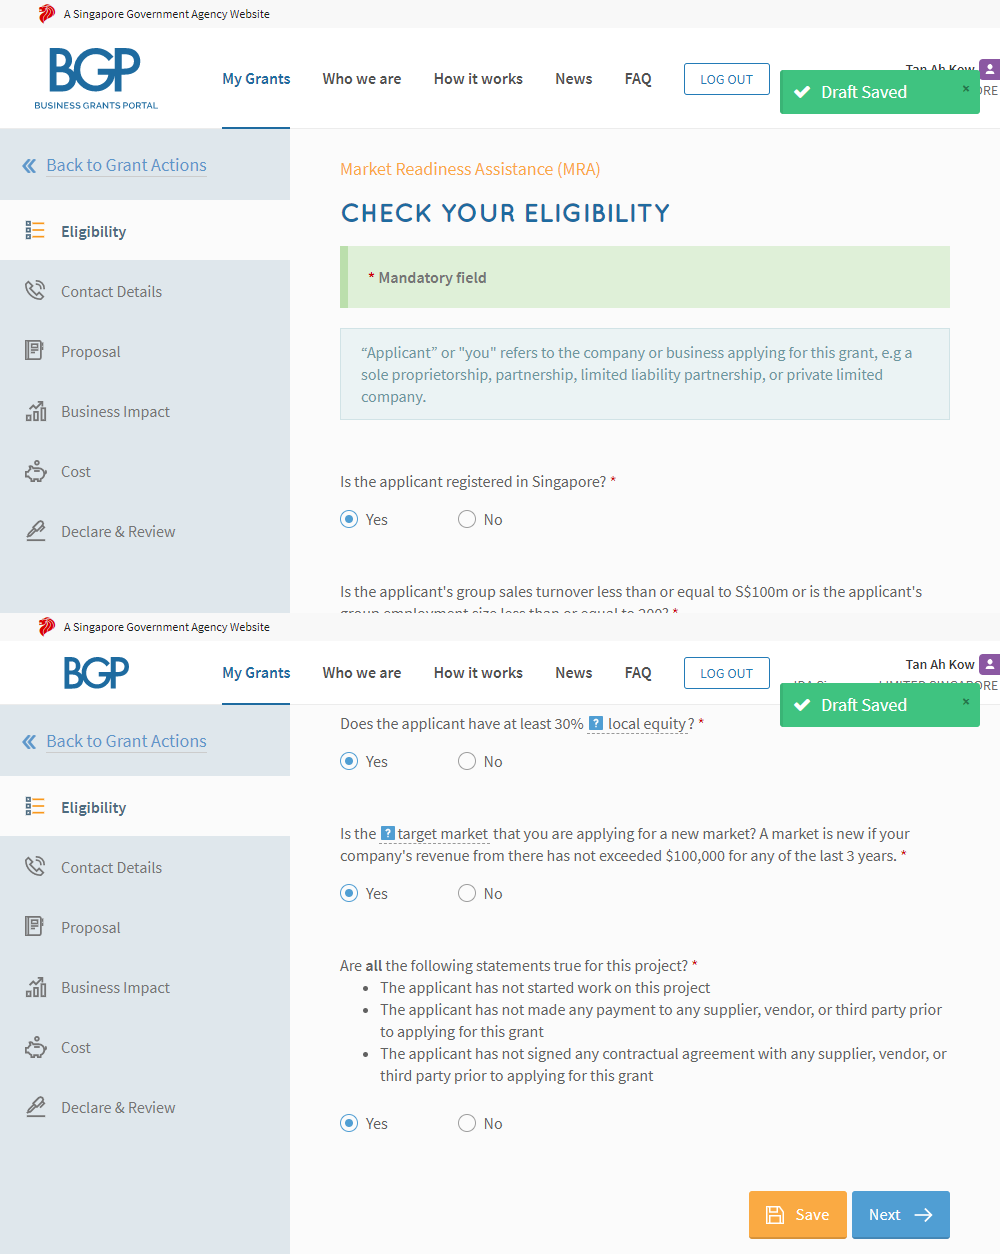 A Singapore Government Agency Website
BGP
BUSINESS GRANTS PORTAL
My Grants
Who we are
How it works
News
FAQ
LOG OUT
Tan Ah Kow
Draft Saved
×
ORE
Back to Grant Actions
Eligibility
Contact Details
Proposal
Business Impact
Cost
Declare & Review
Market Readiness Assistance (MRA)
CHECK YOUR ELIGIBILITY
* Mandatory field
“Applicant” or "you" refers to the company or business applying for this grant, e.g a
sole proprietorship, partnership, limited liability partnership, or private limited
company.
Is the applicant registered in Singapore? *
Yes
No
Is the applicant's group sales turnover less than or equal to S$100m or is the applicant's
group employment size less than or equal to 200? *
A Singapore Government Agency Website
BGP
My Grants
Who we are
How it works
News
FAQ
LOG OUT
Tan Ah Kow
LIMITED SINGAPORE
Draft Saved
×
Back to Grant Actions
Eligibility
Contact Details
Proposal
Business Impact
Cost
Declare & Review
Does the applicant have at least 30% ? local equity? *
Yes
No
Is the ? target market that you are applying for a new market? A market is new if your
company's revenue from there has not exceeded $100,000 for any of the last 3 years. *
Yes
No
Are all the following statements true for this project? *
• The applicant has not started work on this project
• The applicant has not made any payment to any supplier, vendor, or third party prior
to applying for this grant
• The applicant has not signed any contractual agreement with any supplier, vendor, or
third party prior to applying for this grant
Yes
No
Save
Next